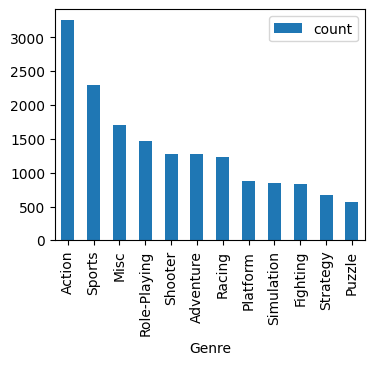 count
3000
2500
2000
1500
1000
500
0
Action
Sports
Misc
Role-Playing
Shooter
Adventure
Racing
Platform
Simulation
Fighting
Strategy
Puzzle
Genre